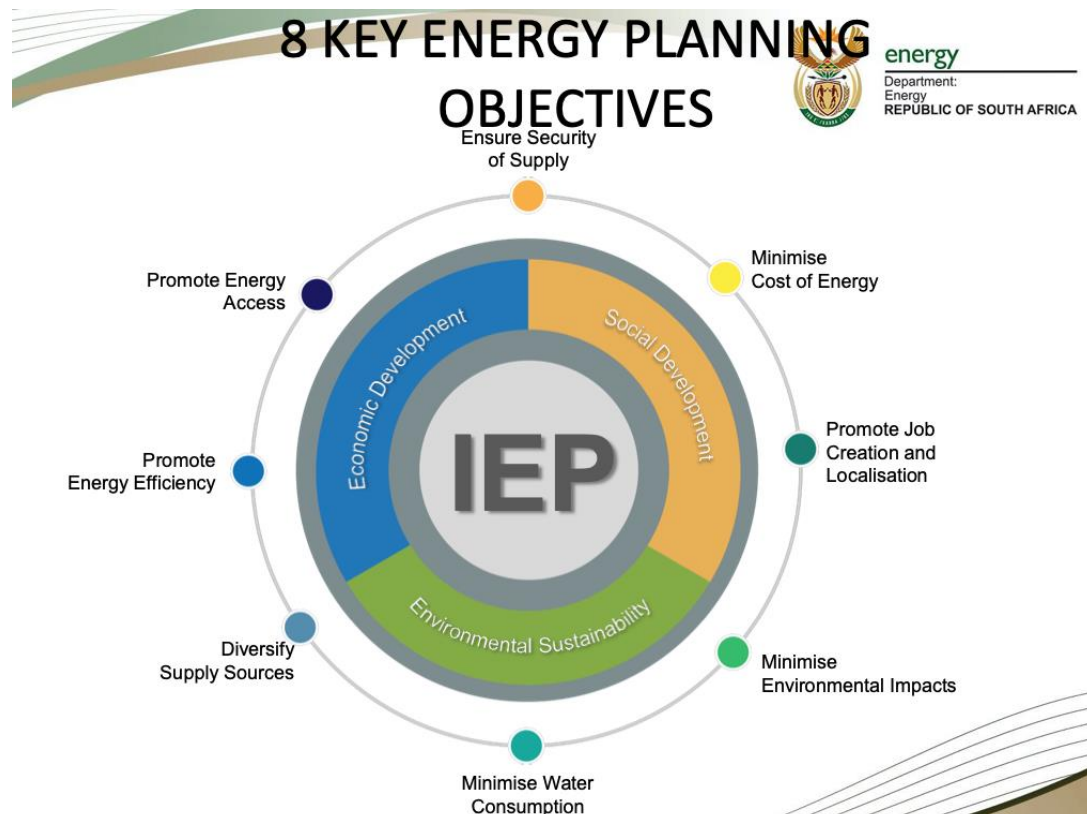 8 KEY ENERGY PLANNING
OBJECTIVES
energy
Department:
Energy
REPUBLIC OF SOUTH AFRICA
Ensure Security
of Supply
Minimise
Cost of Energy
Promote Job
Creation and
Localisation
Minimise
Environmental Impacts
Minimise Water
Consumption
Diversify
Supply Sources
Promote
Energy Efficiency
Promote Energy
Access
Economic Development
Social Development
Environmental Sustainability
IEP